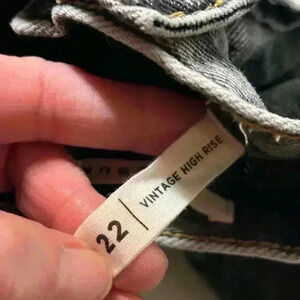 22 | VINTAGE HIGH RISE